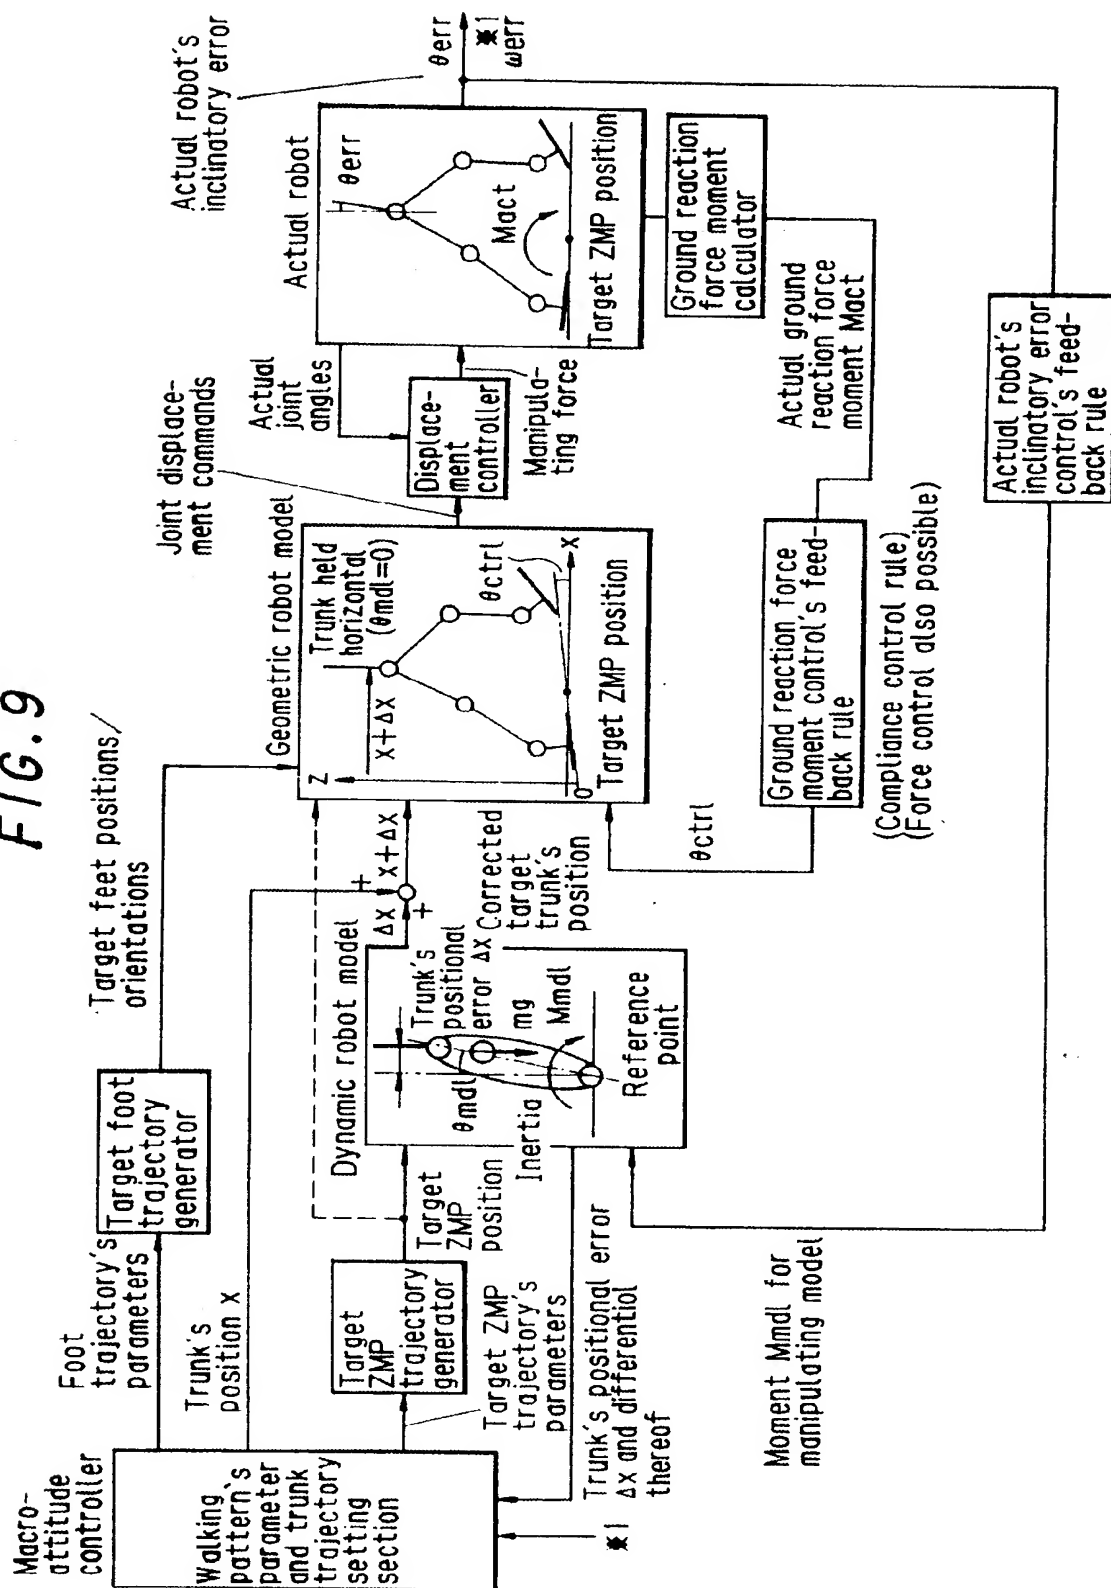 FIG. 9
Macro-
attitude
controller
Walking
pattern's
parameter
and trunk
trajectory
setting
section
Foot
trajectory's
parameters
Target foot
trajectory
generator
Target feet positions/
orientations
Trunk's
position X
Target
ZMP
trajectory
generator
Target ZMP
trajectory's
parameters
Target
ZMP
position
Trunk's positional error
Δx and differentiol
thereof
※1
Moment Mmdl for
manipulating model
Dynamic robot model
Trunk's
positional
error Δx
mg
Mmdl
θmdl
Inertia
Reference
point
Δx
+
+
x+Δx
Corrected
target
trunk's
position
Geometric robot model
Trunk held
horizontal
(θmdl=0)
x+Δx
Z
θctrl
X
0
Target ZMP position
θctrl
Joint displace-
ment commands
Displace-
ment
controller
Actual
joint
angles
Manipula-
ting force
Actual robot
θerr
Mact
Target ZMP position
Actual robot's
inclinatory error
θerr
※1
ωerr
Ground reaction
force moment
calculator
Actual ground
reaction force
moment Mact
Ground reaction force
moment control's feed-
back rule
(Compliance control rule)
(Force control also possible)
Actual robot's
inclinatory error
control's feed-
back rule